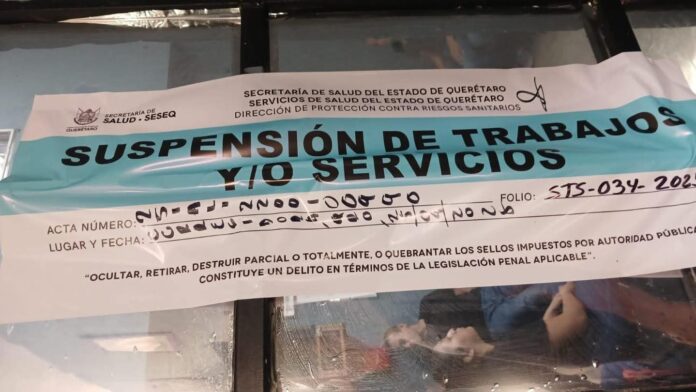 SECRETARÍA DE SALUD DEL ESTADO DE QUERÉTARO
SERVICIOS DE SALUD DEL ESTADO DE QUERÉTARO
DIRECCIÓN DE PROTECCIÓN CONTRA RIESGOS SANITARIOS
QUERÉTARO
SECRETARÍA DE
SALUD · SESEQ
SUSPENSIÓN DE TRABAJOS
Y/O SERVICIOS
ACTA NÚMERO:
FOLIO: STS-034-202
LUGAR Y FECHA:
“OCULTAR, RETIRAR, DESTRUIR PARCIAL O TOTALMENTE, O QUEBRANTAR LOS SELLOS IMPUESTOS POR AUTORIDAD PÚBLICA
CONSTITUYE UN DELITO EN TÉRMINOS DE LA LEGISLACIÓN PENAL APLICABLE”.